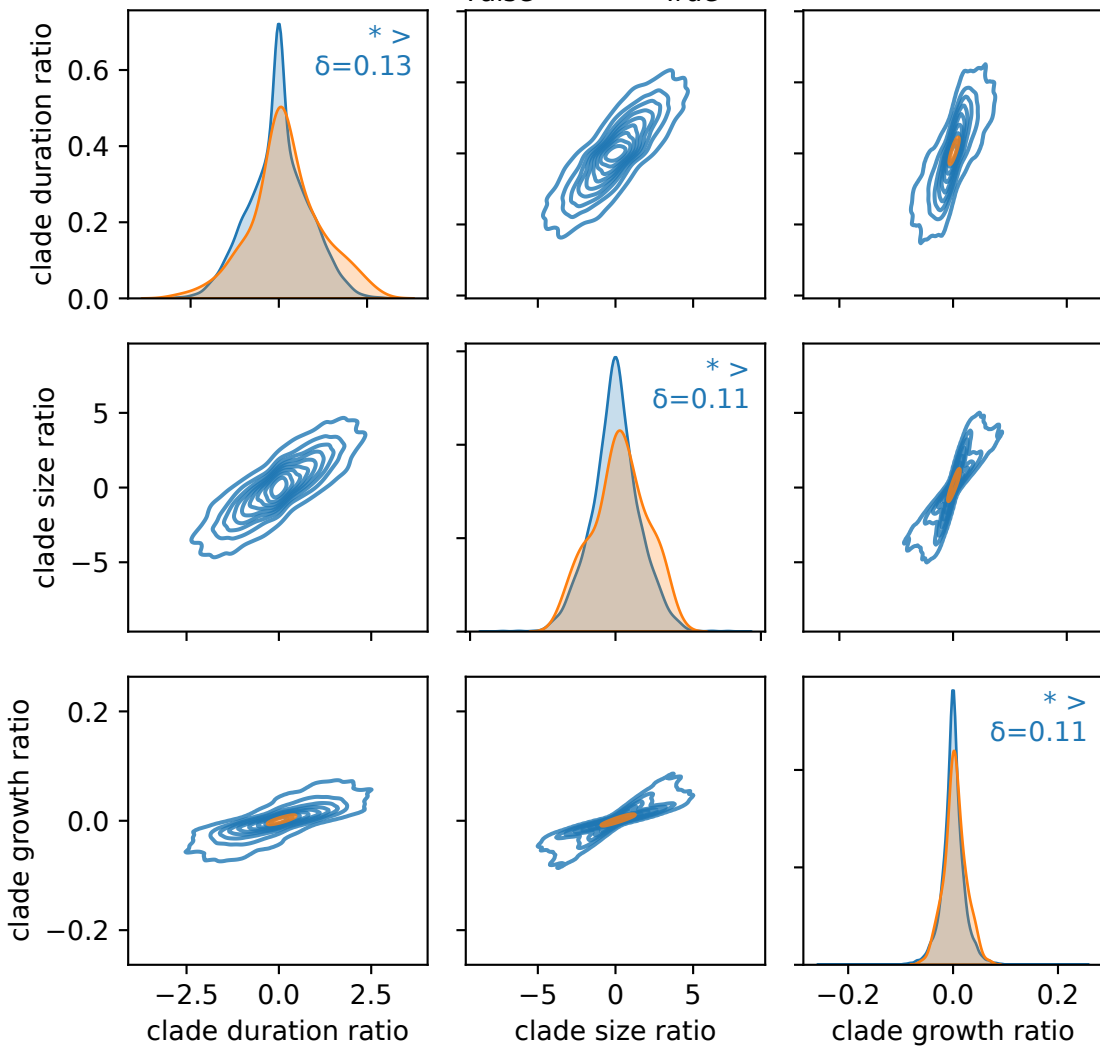 clade duration ratio
0.6
0.4
0.2
0.0
* >
δ=0.13
clade size ratio
5
0
−5
* >
δ=0.11
clade growth ratio
0.2
0.0
−0.2
* >
δ=0.11
−2.5 0.0 2.5
−5 0 5
−0.2 0.0 0.2
clade duration ratio
clade size ratio
clade growth ratio